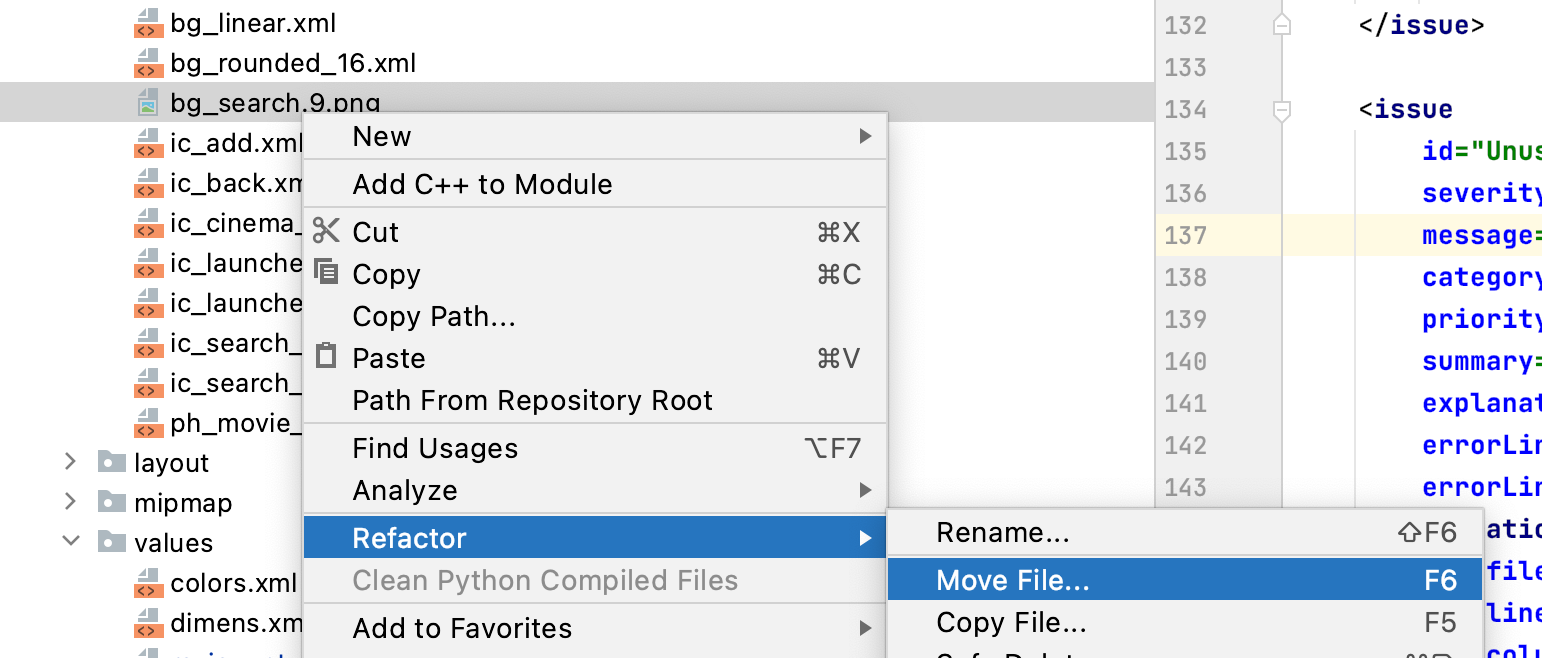 bg_linear.xml
bg_rounded_16.xml
bg_search.9.png
ic_add.xml
ic_back.xm
ic_cinema_
ic_launche
ic_launche
ic_search_
ic_search_
ph_movie_
layout
mipmap
values
colors.xml
dimens.xm
New
Add C++ to Module
Cut ⌘X
Copy ⌘C
Copy Path...
Paste ⌘V
Path From Repository Root
Find Usages ⌥F7
Analyze
Refactor
Clean Python Compiled Files
Add to Favorites
Rename... ⇧F6
Move File... F6
Copy File... F5
132 </issue>
133
134 <issue
135 id="Unus
136 severity
137 message=
138 category
139 priority
140 summary=
141 explanat
142 errorLin
143 errorLin
atio
file
line